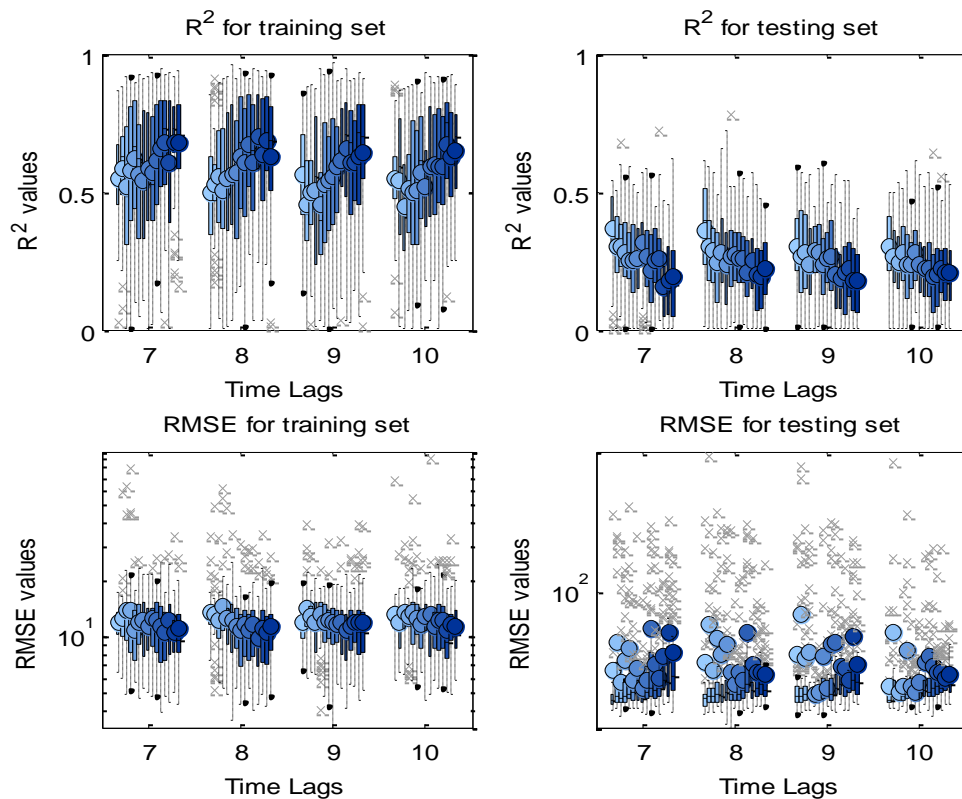 R² for training set
1
0.5
0
R² values
7 8 9 10
Time Lags
R² for testing set
1
0.5
0
R² values
7 8 9 10
Time Lags
RMSE for training set
10¹
RMSE values
7 8 9 10
Time Lags
RMSE for testing set
10²
RMSE values
7 8 9 10
Time Lags